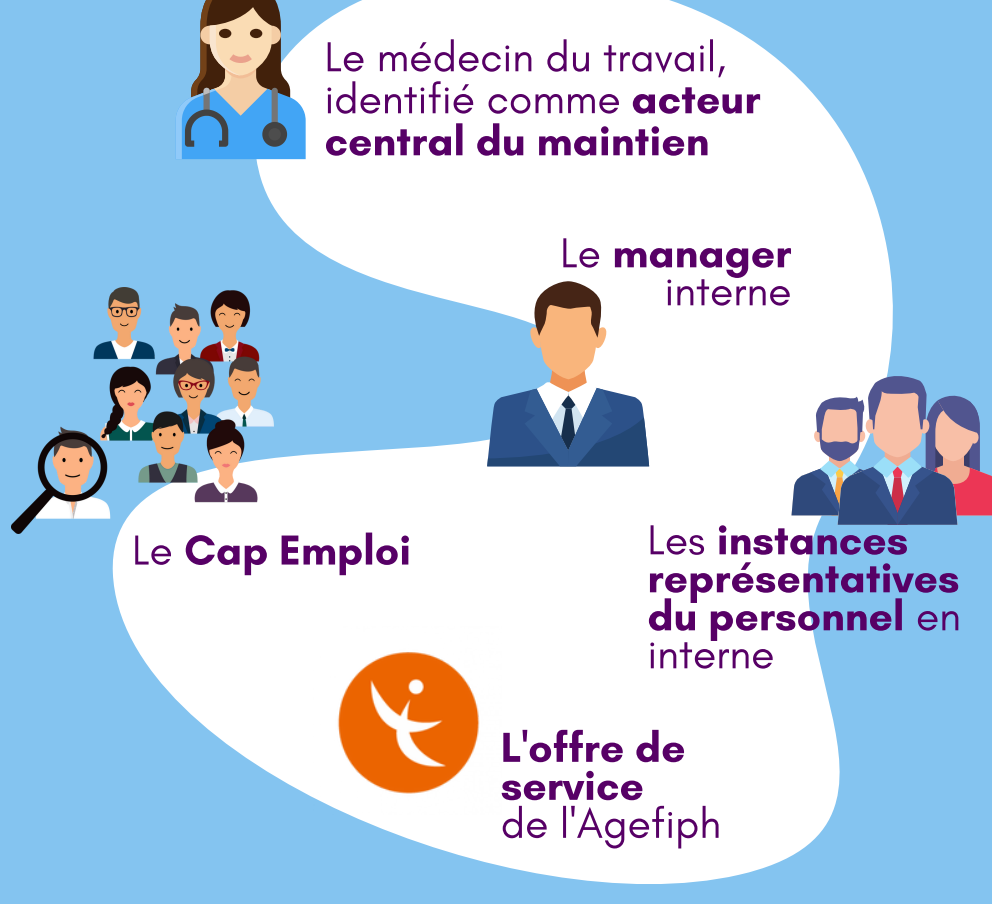 Le médecin du travail,
identifié comme acteur
central du maintien
Le manager
interne
Le Cap Emploi
Les instances
représentatives
du personnel en
interne
L'offre de
service
de l'Agefiph